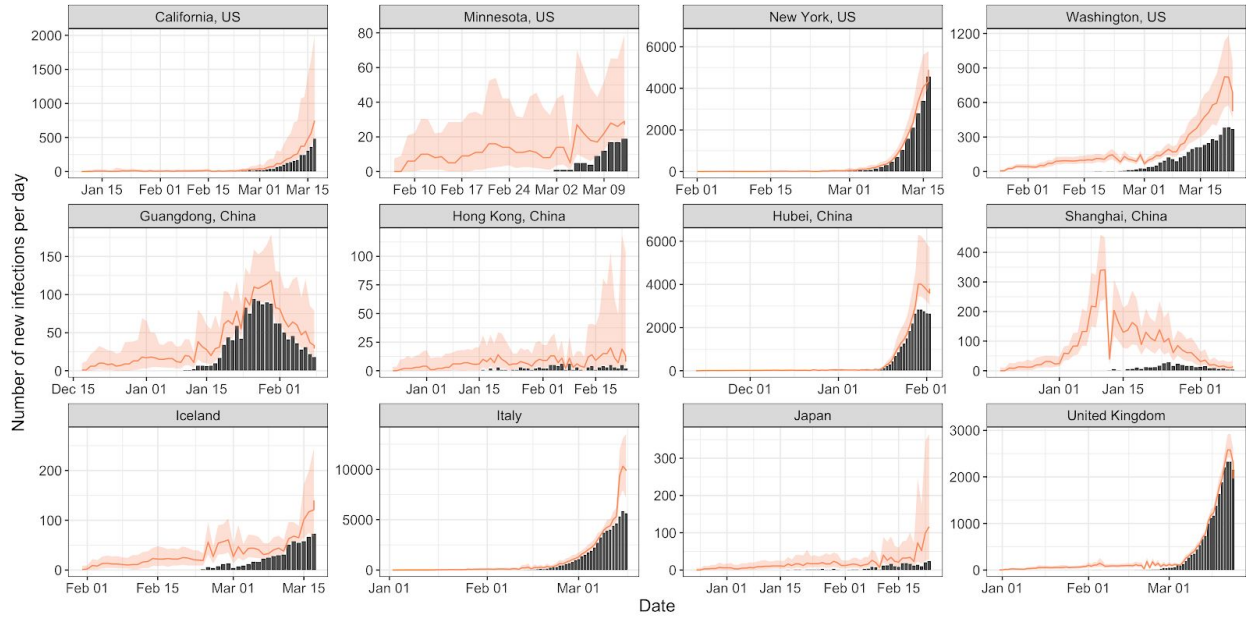 Number of new infections per day
California, US
2000
1500
1000
500
0
Jan 15 Feb 01 Feb 15 Mar 01 Mar 15
Minnesota, US
80
60
40
20
0
Feb 10 Feb 17 Feb 24 Mar 02 Mar 09
New York, US
6000
4000
2000
0
Feb 01 Mar 01 Mar 15
Washington, US
1200
900
600
300
0
Feb 01 Feb 15 Mar 01 Mar 15
Guangdong, China
150
100
50
0
Dec 15 Jan 01 Jan 15 Feb 01
Hong Kong, China
100
75
50
25
0
Jan 01 Jan 15 Feb 01 Feb 15
Hubei, China
6000
4000
2000
0
Dec 01 Jan 01 Feb 01
Shanghai, China
400
300
200
100
0
Jan 01 Jan 15 Feb 01
Iceland
200
100
0
Feb 01 Feb 15 Mar 01 Mar 15
Italy
10000
5000
0
Jan 01 Feb 01 Mar 01
Japan
300
200
100
0
Jan 01 Jan 15 Feb 01 Feb 15
United Kingdom
3000
2000
1000
0
Jan 01 Feb 01 Mar 01
Date